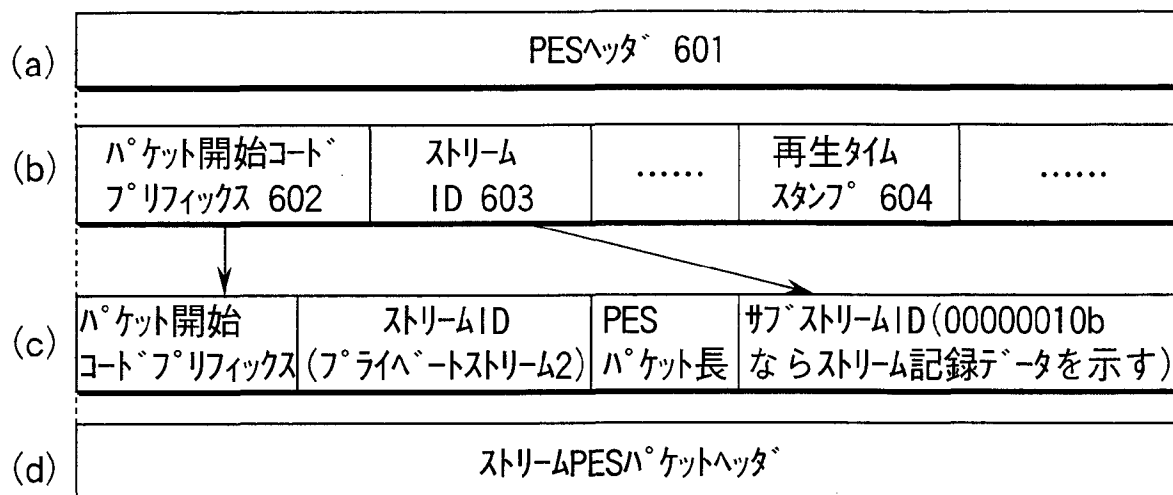 (a)
PESヘッダ 601
(b)
パケット開始コード
プリフィックス 602
ストリーム
ID 603
……
再生タイム
スタンプ 604
……
(c)
パケット開始
コードプリフィックス
ストリームID
(プライベートストリーム2)
PES
パケット長
サブストリームID(00000010b
ならストリーム記録データを示す)
(d)
ストリームPESパケットヘッダ